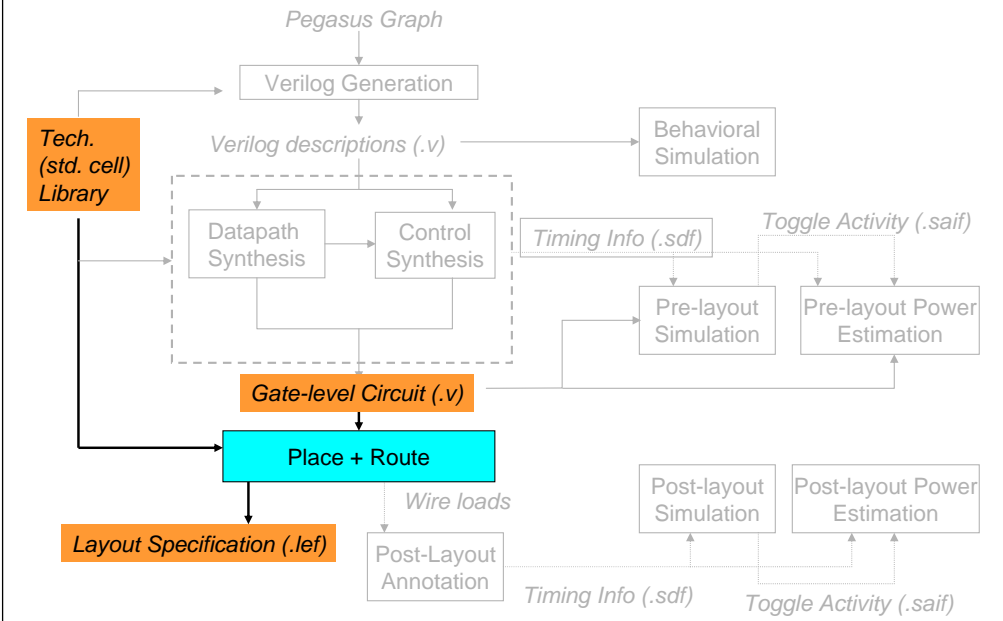 Pegasus Graph
Verilog Generation
Tech.
(std. cell)
Library
Verilog descriptions (.v)
Behavioral
Simulation
Datapath
Synthesis
Control
Synthesis
Timing Info (.sdf)
Toggle Activity (.saif)
Pre-layout
Simulation
Pre-layout Power
Estimation
Gate-level Circuit (.v)
Place + Route
Wire loads
Post-layout
Simulation
Post-layout Power
Estimation
Layout Specification (.lef)
Post-Layout
Annotation
Timing Info (.sdf)
Toggle Activity (.saif)